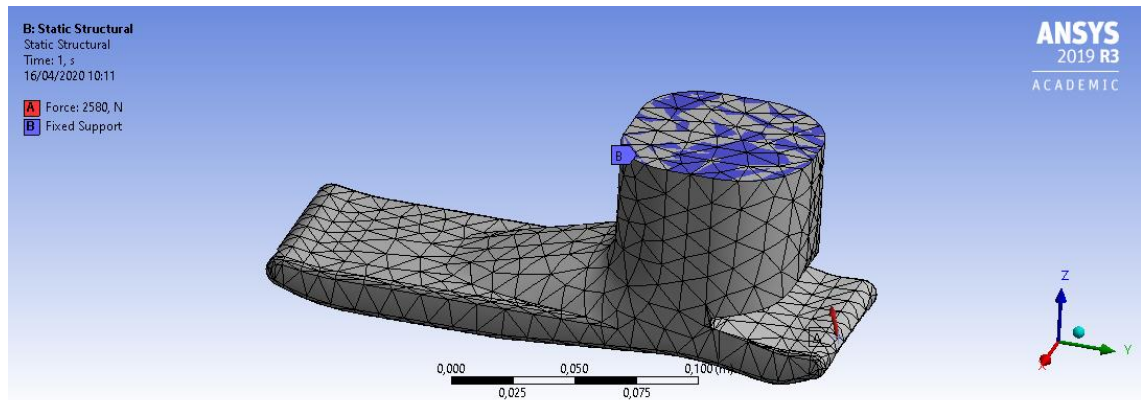 B: Static Structural
Static Structural
Time: 1, s
16/04/2020 10:11
A Force: 2580, N
B Fixed Support
ANSYS
2019 R3
ACADEMIC
B
A
Z
Y
X
0,000 0,050 0,100 (m)
0,025 0,075